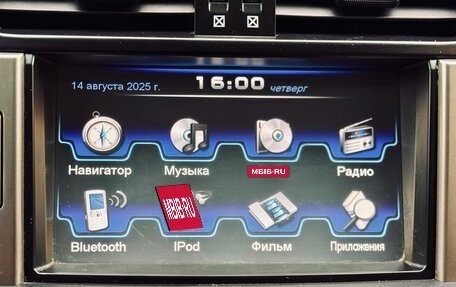 14 августа 2025 г. 16:00 четверг
Навигатор Музыка MBIB·RU Радио
MBIB·RU
Bluetooth IPod Фильм Приложения